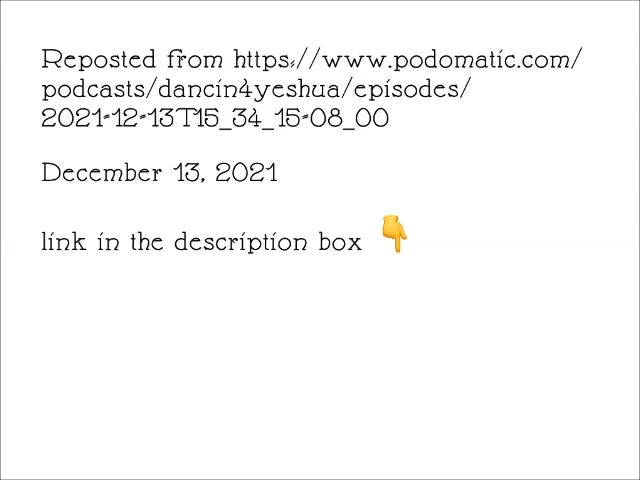 Reposted from https://www.podomatic.com/
podcasts/dancin4yeshua/episodes/
2021-12-13T15_34_15-08_00
December 13, 2021
link in the description box 👇